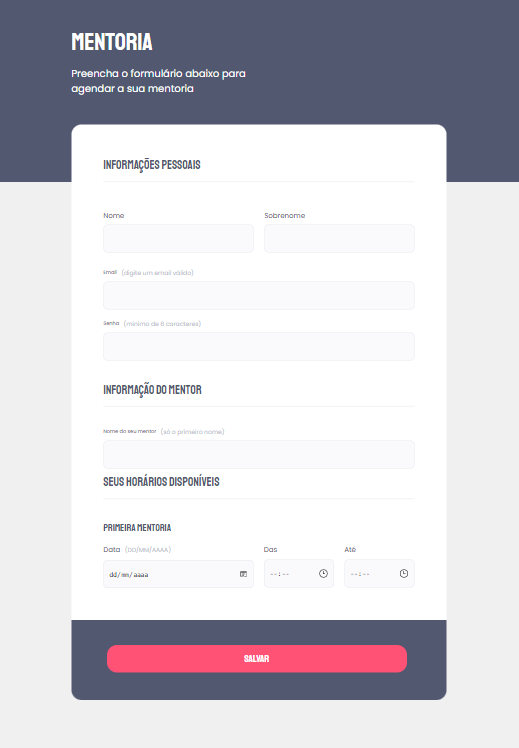 MENTORIA
Preencha o formulário abaixo para
agendar a sua mentoria
INFORMAÇÕES PESSOAIS
Nome Sobrenome
Email (digite um email válido)
Senha (mínimo de 6 caracteres)
INFORMAÇÃO DO MENTOR
Nome do seu mentor (só o primeiro nome)
SEUS HORÁRIOS DISPONÍVEIS
PRIMEIRA MENTORIA
Data (DD/MM/AAAA) Das Até
dd/mm/aaaa --:-- --:--
SALVAR